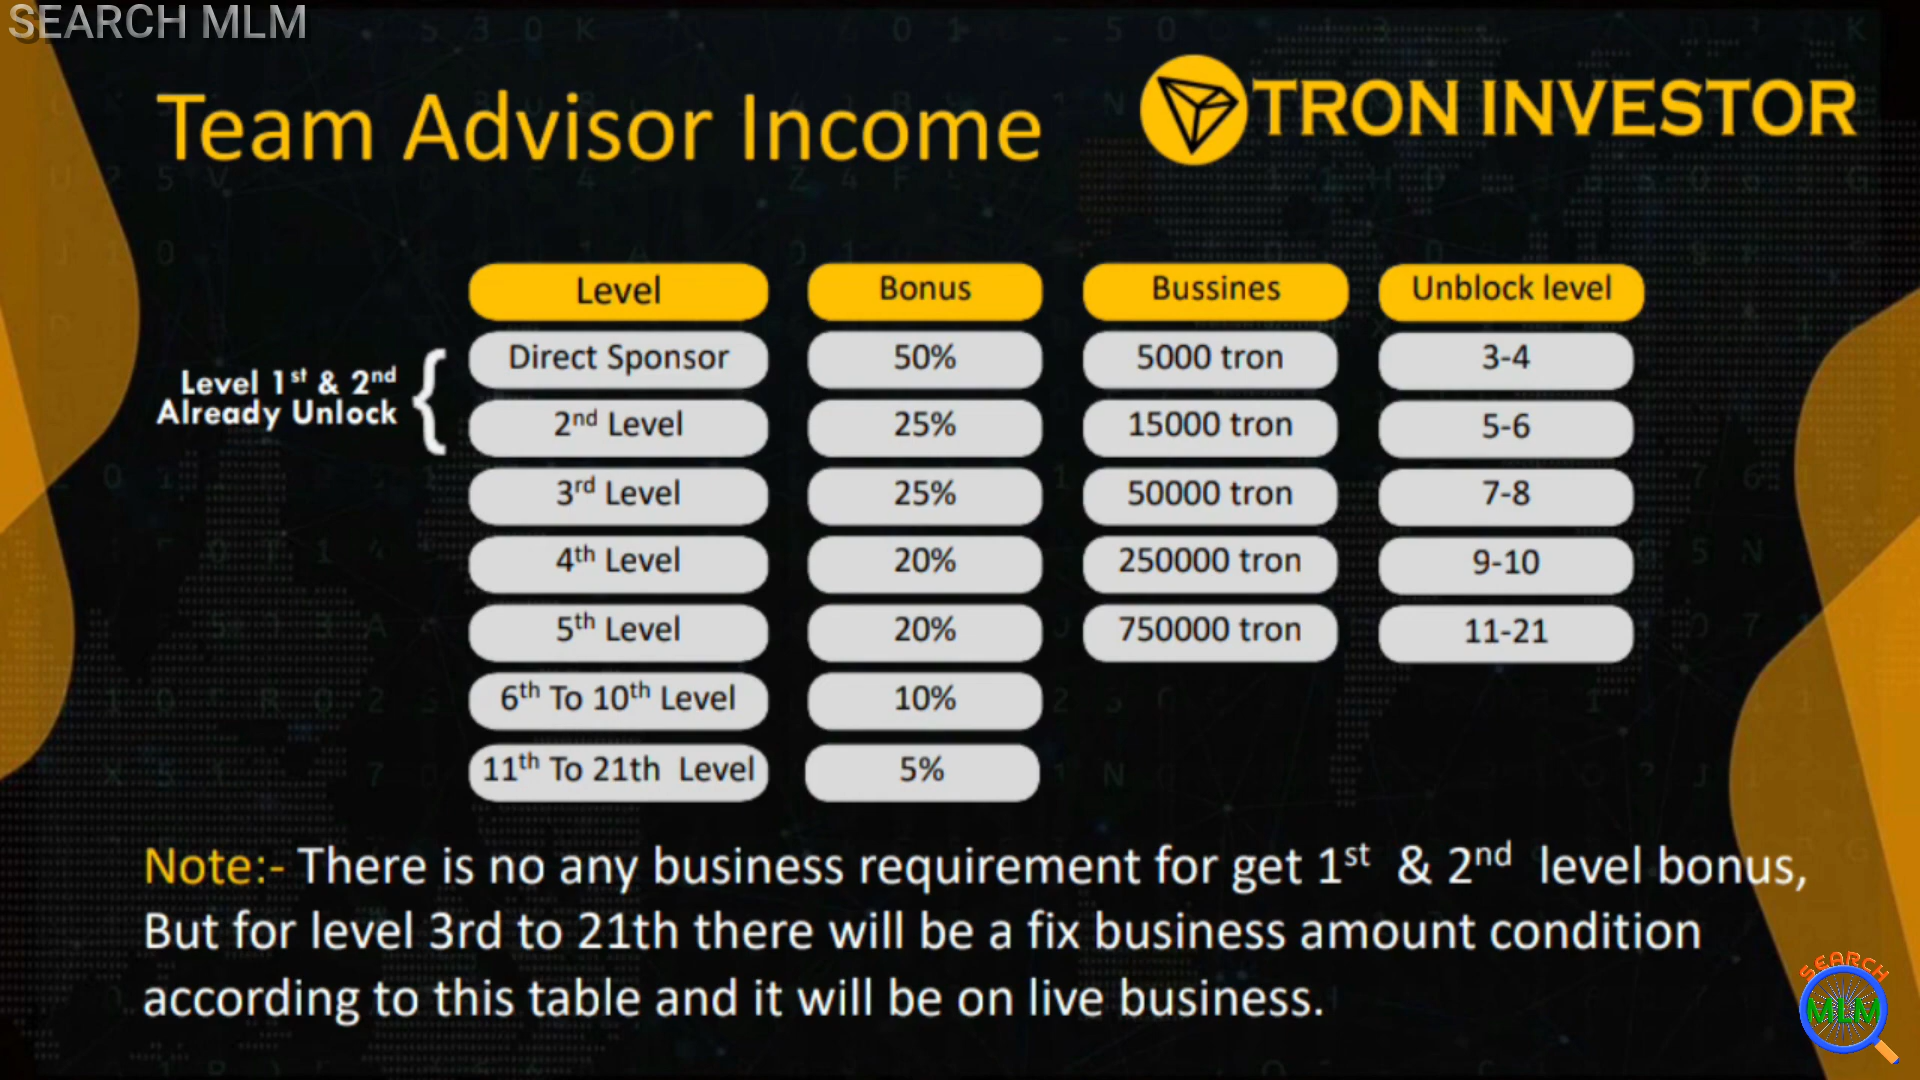 SEARCH MLM
Team Advisor Income
TRON INVESTOR
Level Bonus Bussines Unblock level
Level 1st & 2nd
Already Unlock
Direct Sponsor 50% 5000 tron 3-4
2nd Level 25% 15000 tron 5-6
3rd Level 25% 50000 tron 7-8
4th Level 20% 250000 tron 9-10
5th Level 20% 750000 tron 11-21
6th To 10th Level 10%
11th To 21th Level 5%
Note:- There is no any business requirement for get 1st & 2nd level bonus,
But for level 3rd to 21th there will be a fix business amount condition
according to this table and it will be on live business.
SEARCH
MLM